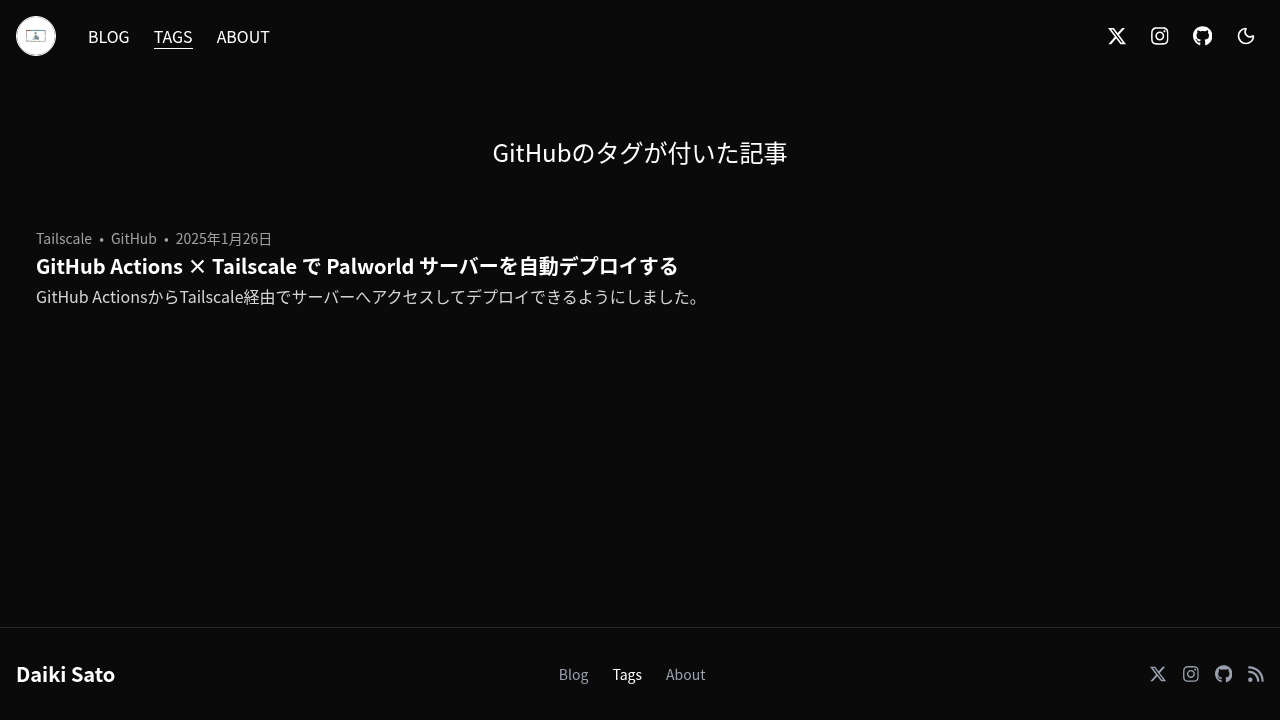 BLOG TAGS ABOUT
GitHubのタグが付いた記事
Tailscale • GitHub • 2025年1月26日
GitHub Actions × Tailscale で Palworld サーバーを自動デプロイする
GitHub ActionsからTailscale経由でサーバーへアクセスしてデプロイできるようにしました。
Daiki Sato
Blog Tags About